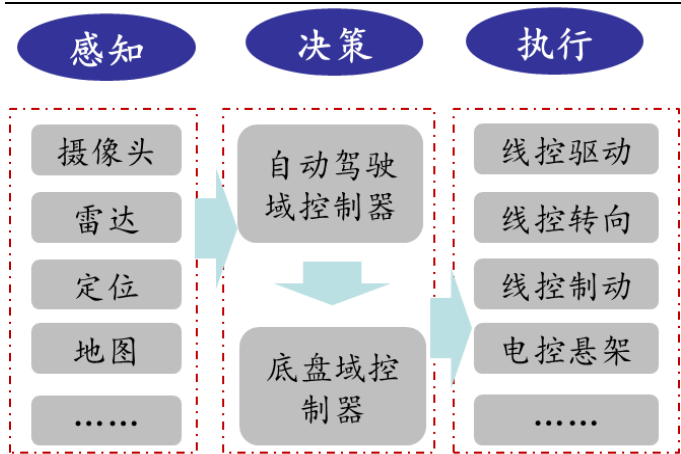 感知
决策
执行
摄像头
雷达
定位
地图
……
自动驾驶
域控制器
底盘域控
制器
线控驱动
线控转向
线控制动
电控悬架
……